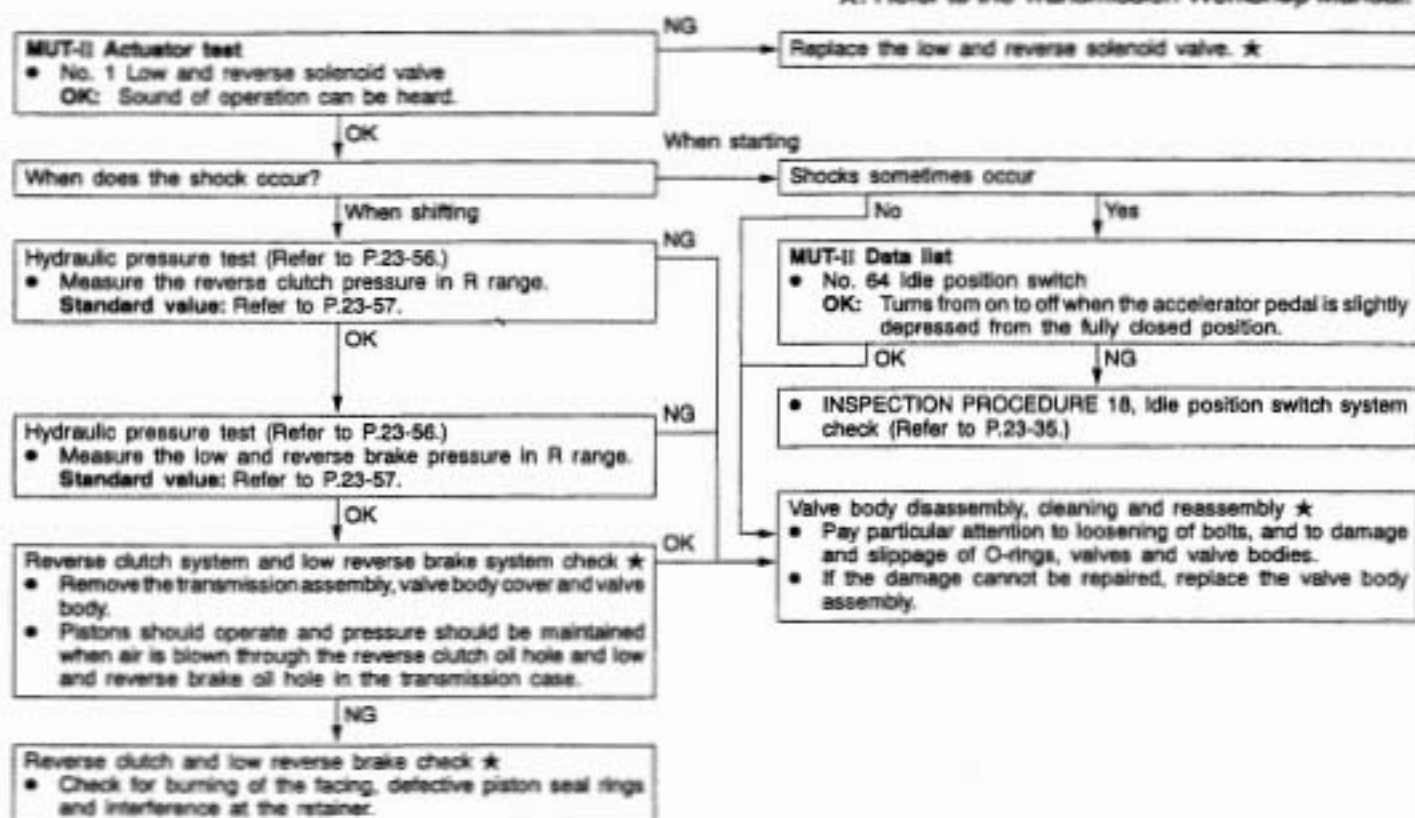 ★: Refer to the Transmission Workshop Manual.
MUT-II Actuator test
● No. 1 Low and reverse solenoid valve
OK: Sound of operation can be heard.
NG
Replace the low and reverse solenoid valve. ★
OK
When does the shock occur?
When starting
Shocks sometimes occur
When shifting
No
Yes
Hydraulic pressure test (Refer to P.23-56.)
● Measure the reverse clutch pressure in R range.
Standard value: Refer to P.23-57.
NG
MUT-II Data list
● No. 64 Idle position switch
OK: Turns from on to off when the accelerator pedal is slightly
depressed from the fully closed position.
OK
OK
NG
● INSPECTION PROCEDURE 18, Idle position switch system
check (Refer to P.23-35.)
Hydraulic pressure test (Refer to P.23-56.)
● Measure the low and reverse brake pressure in R range.
Standard value: Refer to P.23-57.
NG
OK
Valve body disassembly, cleaning and reassembly ★
● Pay particular attention to loosening of bolts, and to damage
and slippage of O-rings, valves and valve bodies.
● If the damage cannot be repaired, replace the valve body
assembly.
Reverse clutch system and low reverse brake system check ★
● Remove the transmission assembly, valve body cover and valve
body.
● Pistons should operate and pressure should be maintained
when air is blown through the reverse clutch oil hole and low
and reverse brake oil hole in the transmission case.
OK
NG
Reverse clutch and low reverse brake check ★
● Check for burning of the facing, defective piston seal rings
and interference at the retainer.